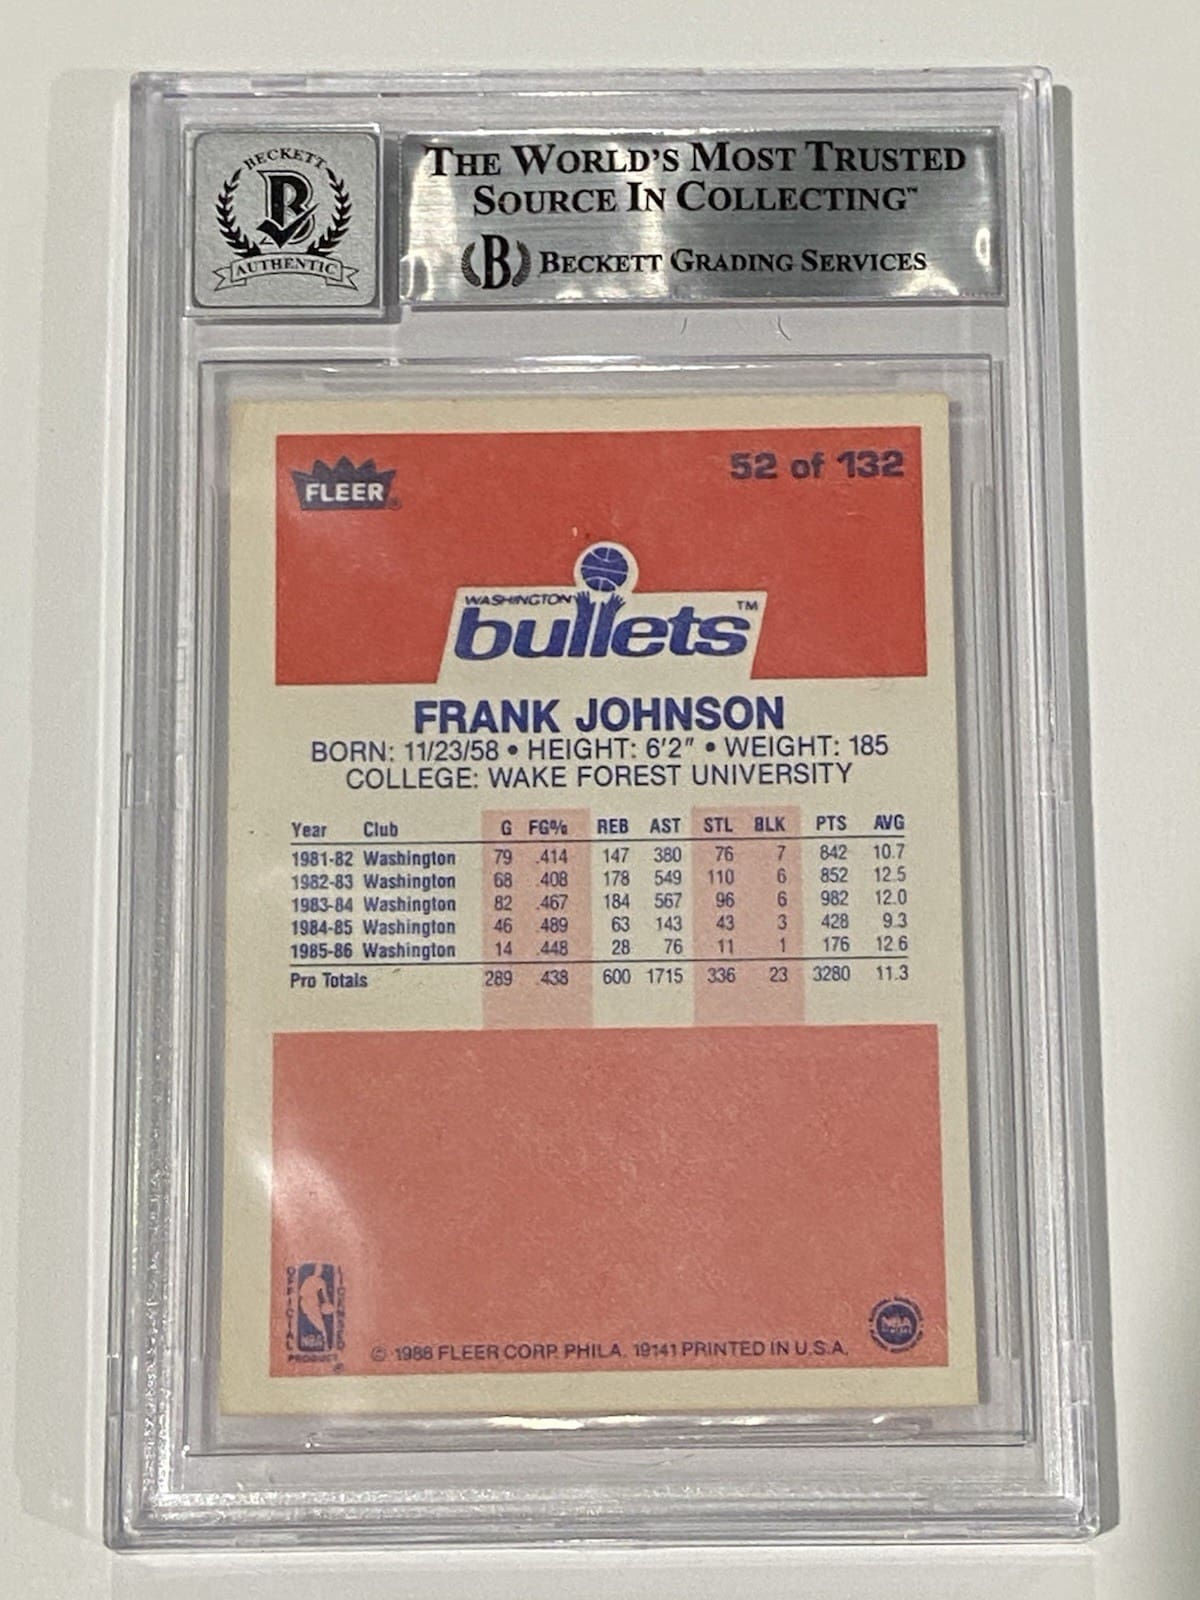 BECKETT
B
AUTHENTIC
THE WORLD'S MOST TRUSTED
SOURCE IN COLLECTING™
B BECKETT GRADING SERVICES
FLEER®
52 of 132
WASHINGTON
bullets™
FRANK JOHNSON
BORN: 11/23/58 • HEIGHT: 6'2" • WEIGHT: 185
COLLEGE: WAKE FOREST UNIVERSITY
Year Club G FG% REB AST STL BLK PTS AVG
1981-82 Washington 79 .414 147 380 76 7 842 10.7
1982-83 Washington 68 .408 178 549 110 6 852 12.5
1983-84 Washington 82 .467 184 567 96 6 982 12.0
1984-85 Washington 46 .489 63 143 43 3 428 9.3
1985-86 Washington 14 .448 28 76 11 1 176 12.6
Pro Totals 289 .438 600 1715 336 23 3280 11.3
OFFICIAL
LICENSED
NBA
PRODUCT ®
© 1986 FLEER CORP. PHILA. 19141 PRINTED IN U.S.A.
NBA